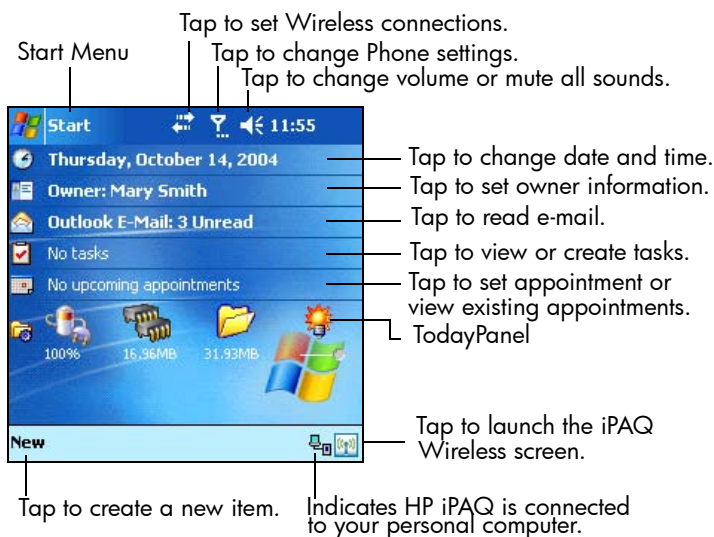 Tap to set Wireless connections.
Start Menu
Tap to change Phone settings.
Tap to change volume or mute all sounds.
Start
11:55
Thursday, October 14, 2004
Tap to change date and time.
Owner: Mary Smith
Tap to set owner information.
Outlook E-Mail: 3 Unread
Tap to read e-mail.
No tasks
Tap to view or create tasks.
No upcoming appointments
Tap to set appointment or
view existing appointments.
TodayPanel
100%
16.96MB
31.93MB
Tap to launch the iPAQ
Wireless screen.
New
Tap to create a new item.
Indicates HP iPAQ is connected
to your personal computer.